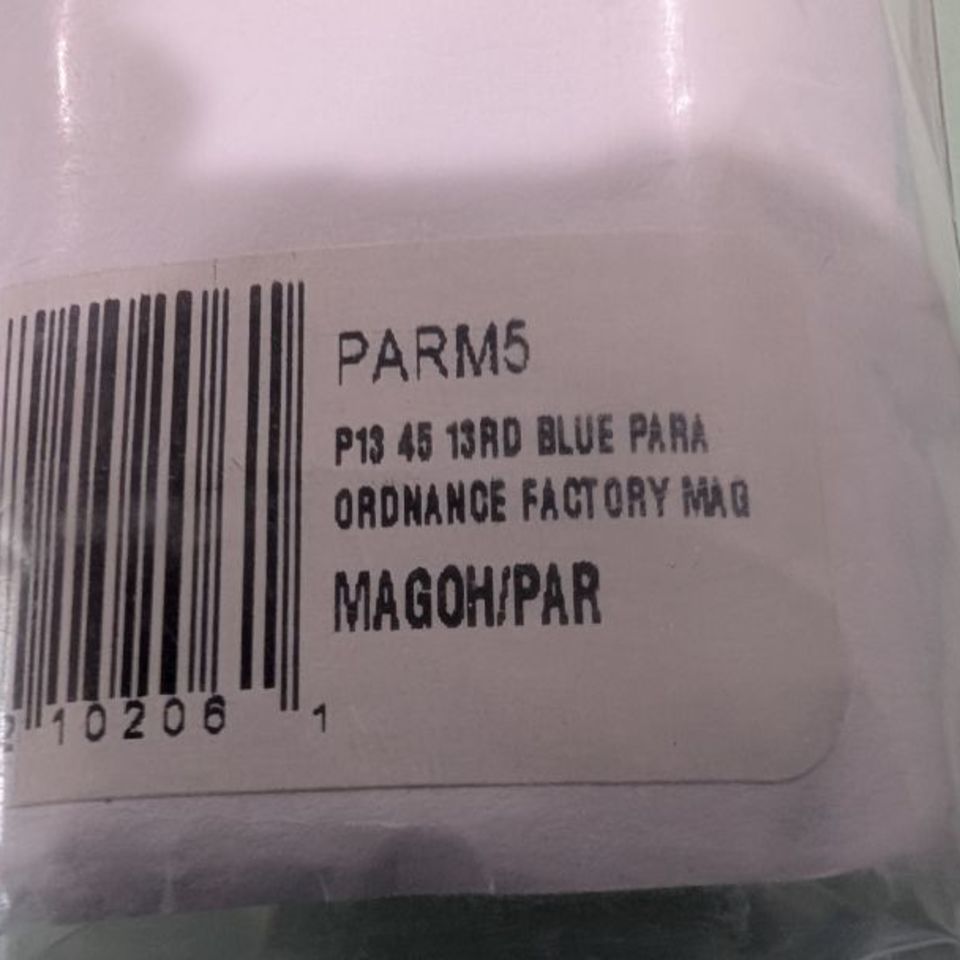 PARM5
P13 45 13RD BLUE PARA
ORDNANCE FACTORY MAG
MAGOH/PAR
10206 1